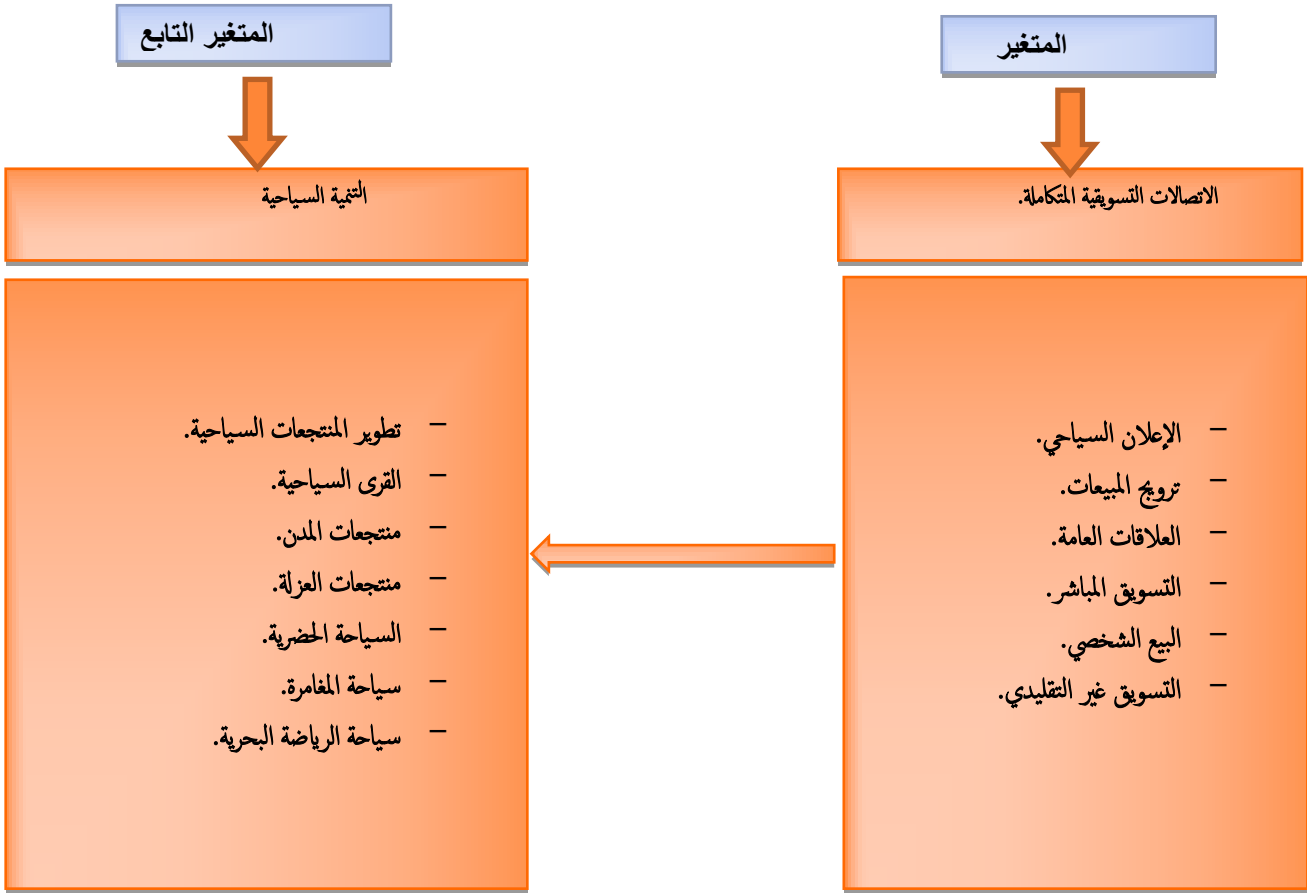 المتغير
الاتصالات التسويقية المتكاملة.
– الإعلان السياحي.
– ترويج المبيعات.
– العلاقات العامة.
– التسويق المباشر.
– البيع الشخصي.
– التسويق غير التقليدي.
المتغير التابع
التنمية السياحية
– تطوير المنتجعات السياحية.
– القرى السياحية.
– منتجعات المدن.
– منتجعات العزلة.
– السياحة الحضرية.
– سياحة المغامرة.
– سياحة الرياضة البحرية.